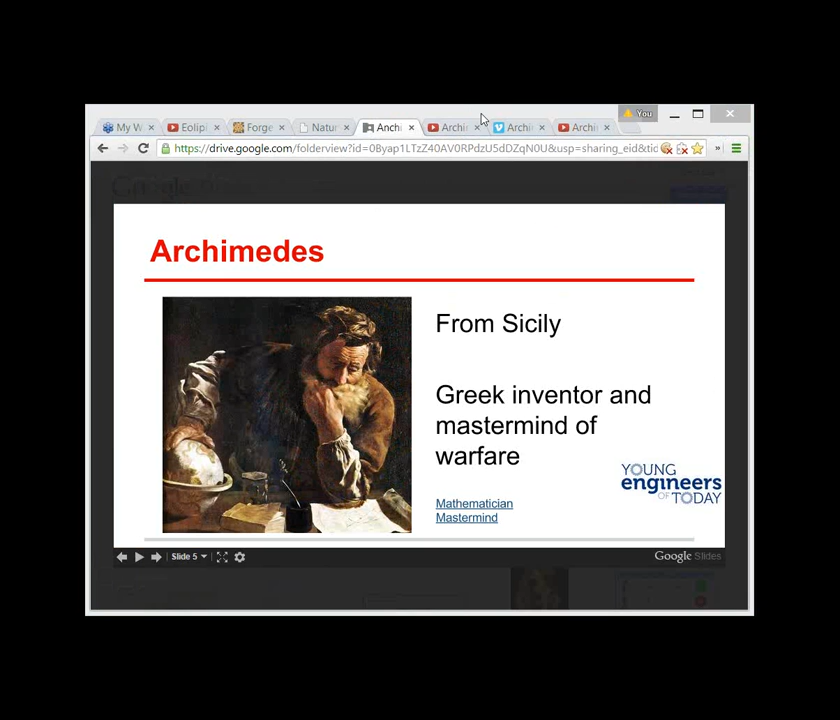 You
My W
Eolip
Forge
Natur
Archi
Archi
Archi
Archi
https://drive.google.com/folderview?id=0Byap1LTzZ40AV0RPdzU5dDZqN0U&usp=sharing_eid&tid
Archimedes
From Sicily
Greek inventor and
mastermind of
warfare
YOUNG
engineers
OF TODAY
Mathematician
Mastermind
Slide 5
Google Slides